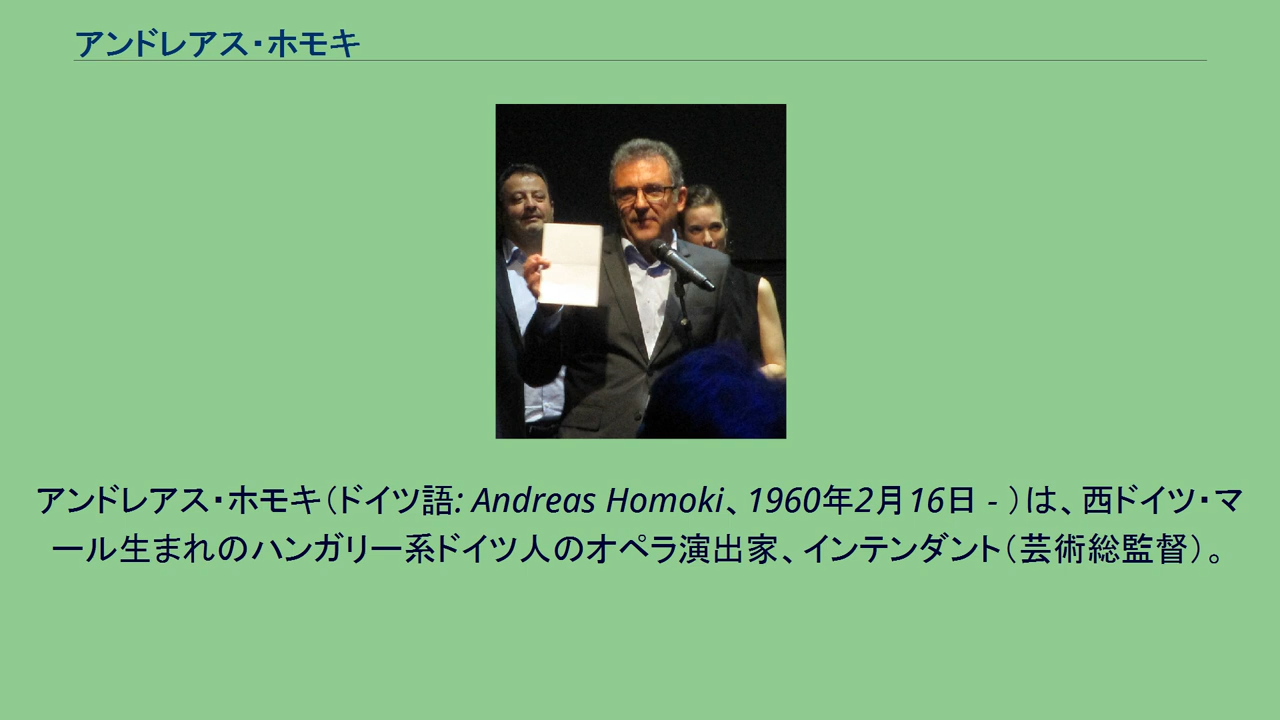 アンドレアス・ホモキ
アンドレアス・ホモキ（ドイツ語: Andreas Homoki、1960年2月16日 - ）は、西ドイツ・マ
ール生まれのハンガリー系ドイツ人のオペラ演出家、インテンダント（芸術総監督）。